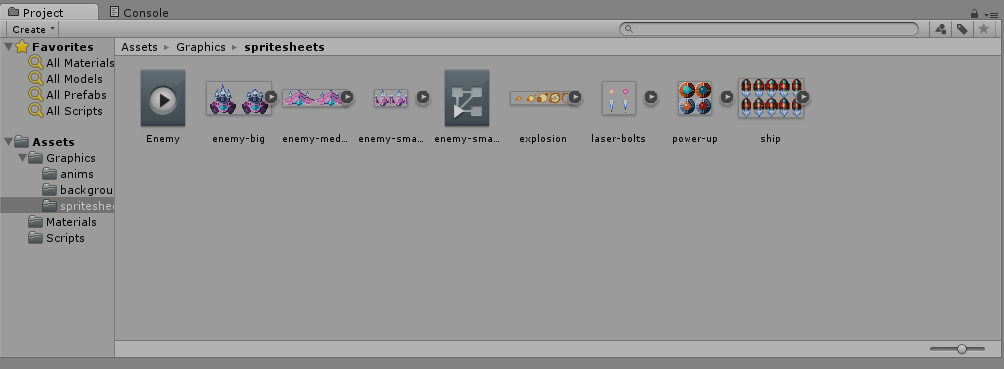 Project Console
Create
Favorites
All Materials
All Models
All Prefabs
All Scripts
Assets
Graphics
anims
backgrou
spriteshee
Materials
Scripts
Assets Graphics spritesheets
Enemy enemy-big enemy-med... enemy-sma... enemy-sma... explosion laser-bolts power-up ship